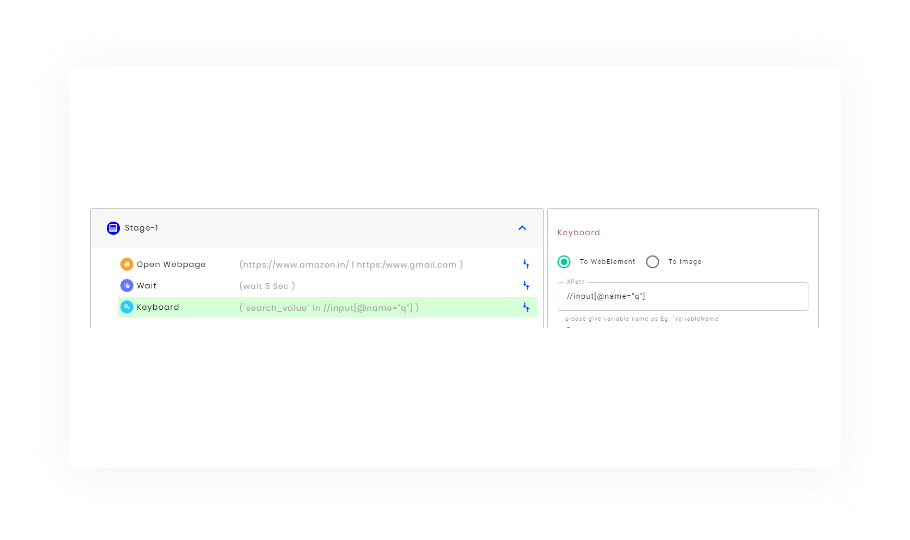 Stage-1
Open Webpage (https://www.amazon.in/ | https:/www.gmail.com )
Wait (wait 5 Sec )
Keyboard (`search_value` in //input[@name="q"] )
Keyboard
To WebElement To Image
XPath
//input[@name="q"]
please give variable name as Eg: `variableName`